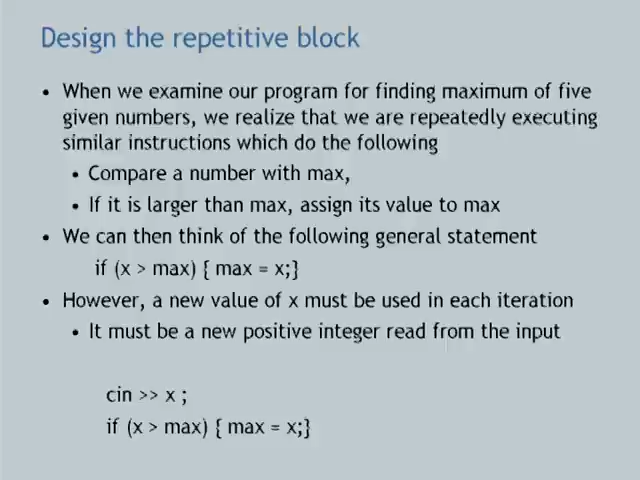 Design the repetitive block
• When we examine our program for finding maximum of five
given numbers, we realize that we are repeatedly executing
similar instructions which do the following
• Compare a number with max,
• If it is larger than max, assign its value to max
• We can then think of the following general statement
if (x > max) { max = x;}
• However, a new value of x must be used in each iteration
• It must be a new positive integer read from the input
cin >> x ;
if (x > max) { max = x;}